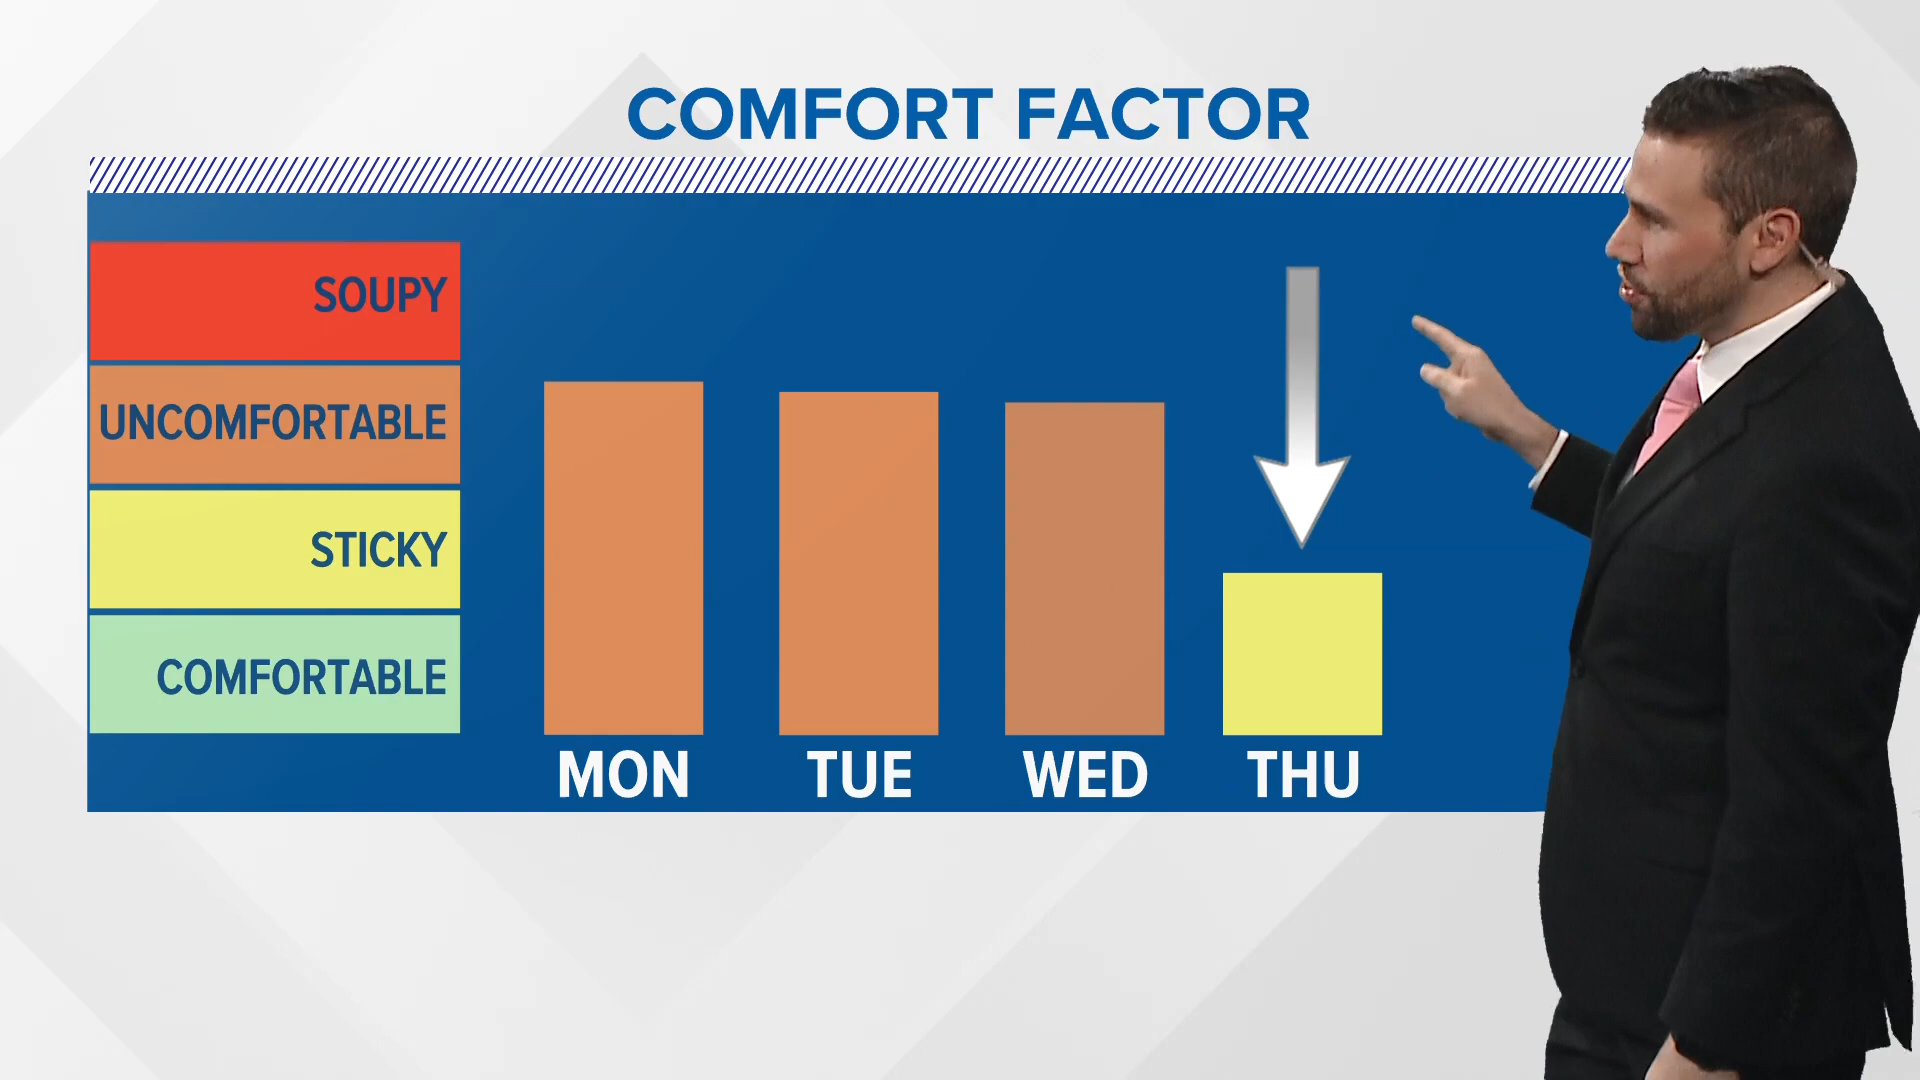 COMFORT FACTOR
SOUPY
UNCOMFORTABLE
STICKY
COMFORTABLE
MON TUE WED THU